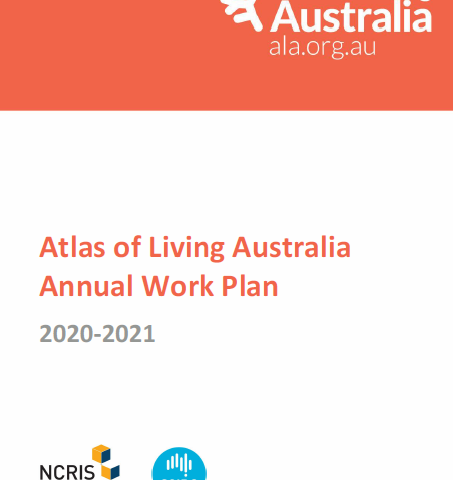 Australia
ala.org.au
Atlas of Living Australia
Annual Work Plan
2020-2021
NCRIS